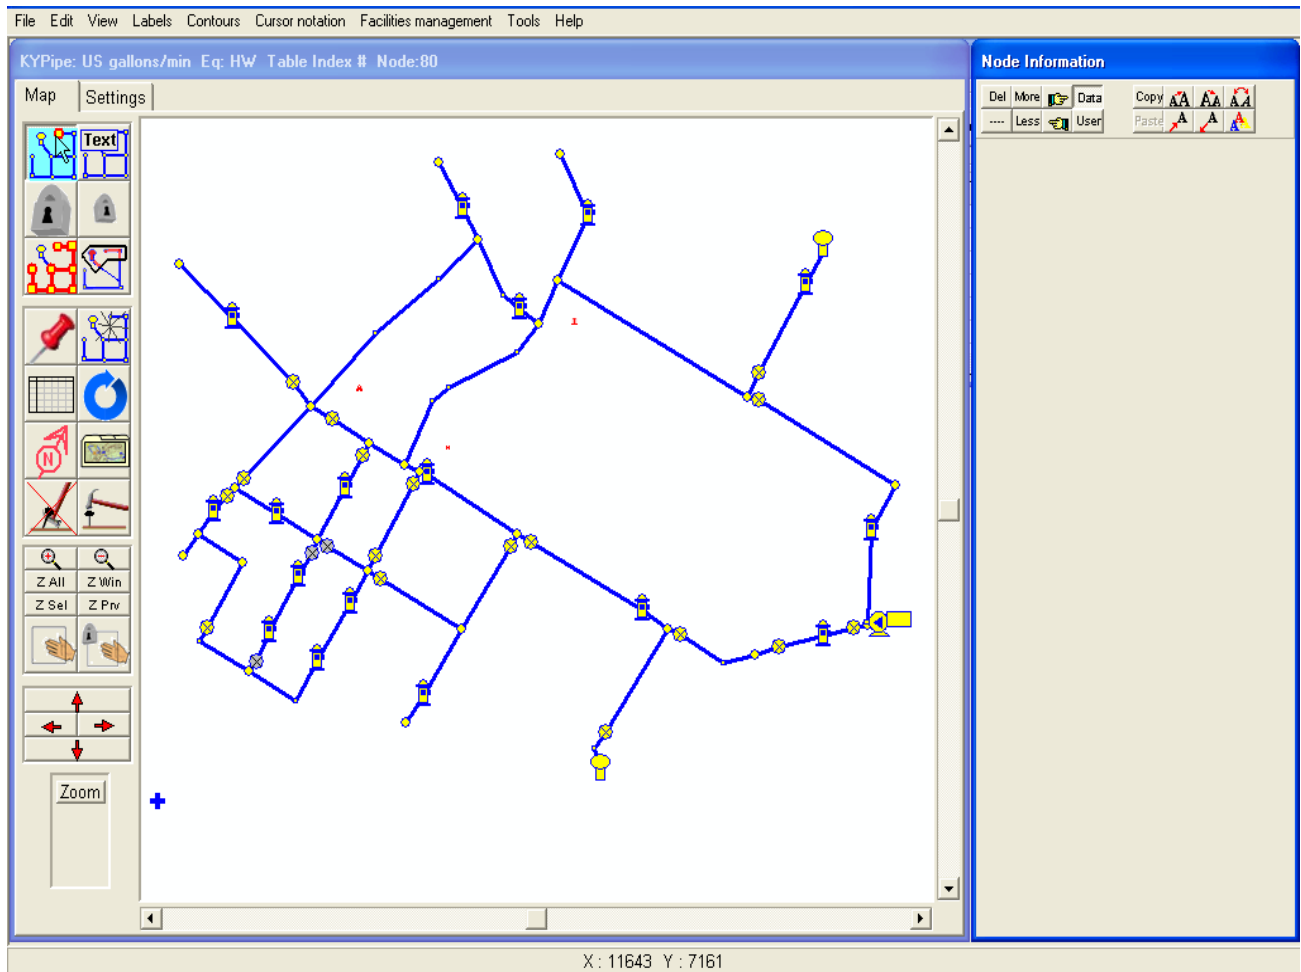 File Edit View Labels Contours Cursor notation Facilities management Tools Help
KYPipe: US gallons/min Eq: HW Table Index # Node:80
Node Information
Map Settings
Del More Data Copy
---- Less User Paste
Text
A
I
N
Z All Z Win
Z Sel Z Prv
Zoom
X : 11643 Y : 7161